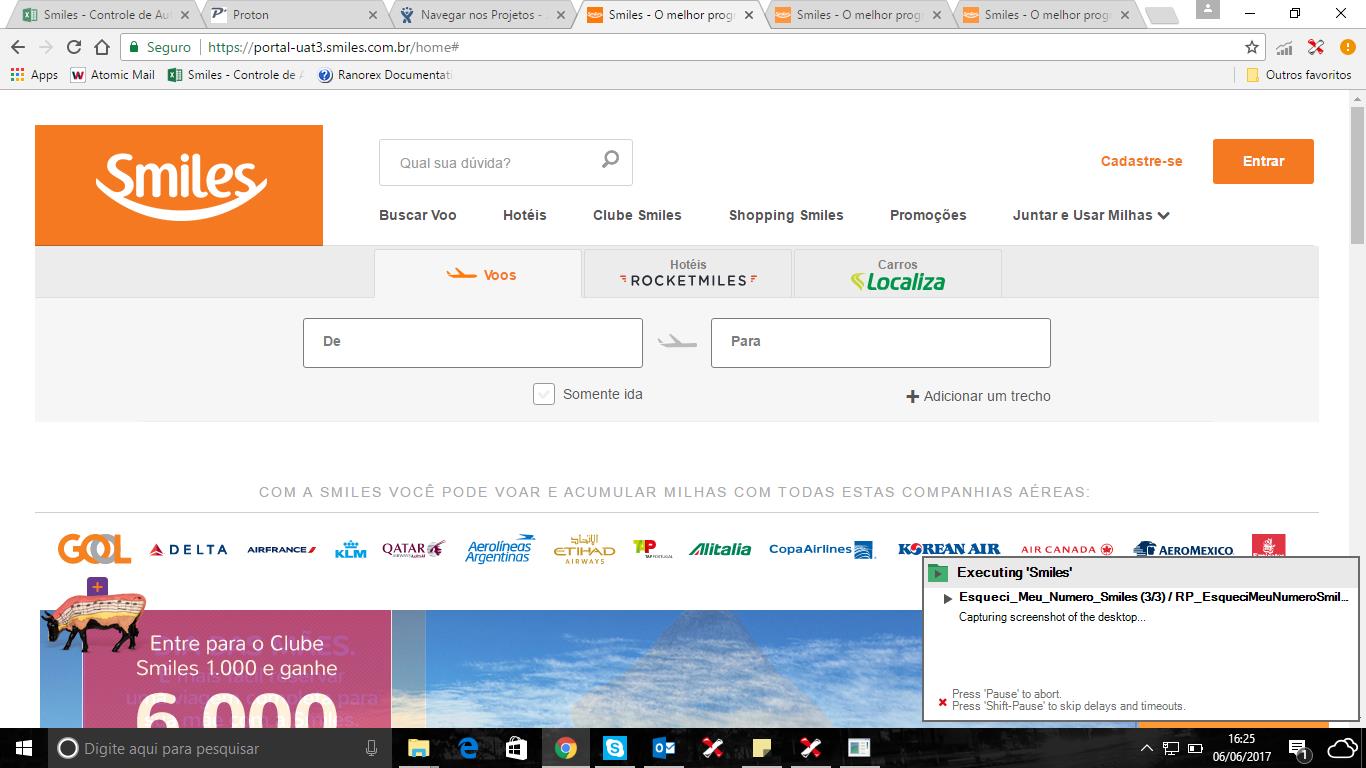 Smiles - Controle de Aut
Proton
Navegar nos Projetos -
Smiles - O melhor prog
Smiles - O melhor prog
Smiles - O melhor prog
Seguro
https://portal-uat3.smiles.com.br/home#
Apps
Atomic Mail
Smiles - Controle de A
Ranorex Documentati
Outros favoritos
Smiles
Qual sua dúvida?
Cadastre-se
Entrar
Buscar Voo
Hotéis
Clube Smiles
Shopping Smiles
Promoções
Juntar e Usar Milhas
Voos
Hotéis
ROCKETMILES
Carros
Localiza
De
Para
Somente ida
+ Adicionar um trecho
COM A SMILES VOCÊ PODE VOAR E ACUMULAR MILHAS COM TODAS ESTAS COMPANHIAS AÉREAS:
GOL
DELTA
AIRFRANCE
KLM
QATAR
AIRWAYS
Aerolíneas
Argentinas
ETIHAD
AIRWAYS
TAP
PORTUGAL
Alitalia
CopaAirlines
KOREAN AIR
AIR CANADA
AEROMEXICO
Executing 'Smiles'
Esqueci_Meu_Numero_Smiles (3/3) / RP_EsqueciMeuNumeroSmil...
Capturing screenshot of the desktop...
Press 'Pause' to abort.
Press 'Shift-Pause' to skip delays and timeouts.
Entre para o Clube
Smiles 1.000 e ganhe
6.000
Digite aqui para pesquisar
16:25
06/06/2017
1